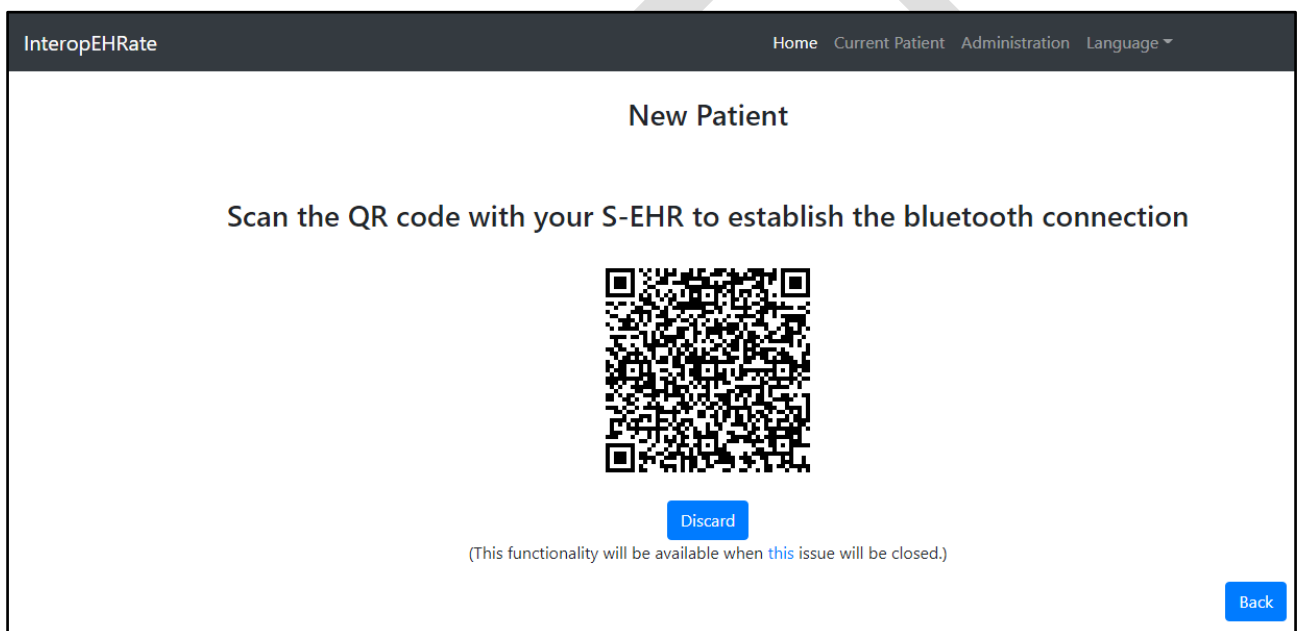 InteropEHRate Home Current Patient Administration Language
New Patient
Scan the QR code with your S-EHR to establish the bluetooth connection
Discard
(This functionality will be available when this issue will be closed.)
Back